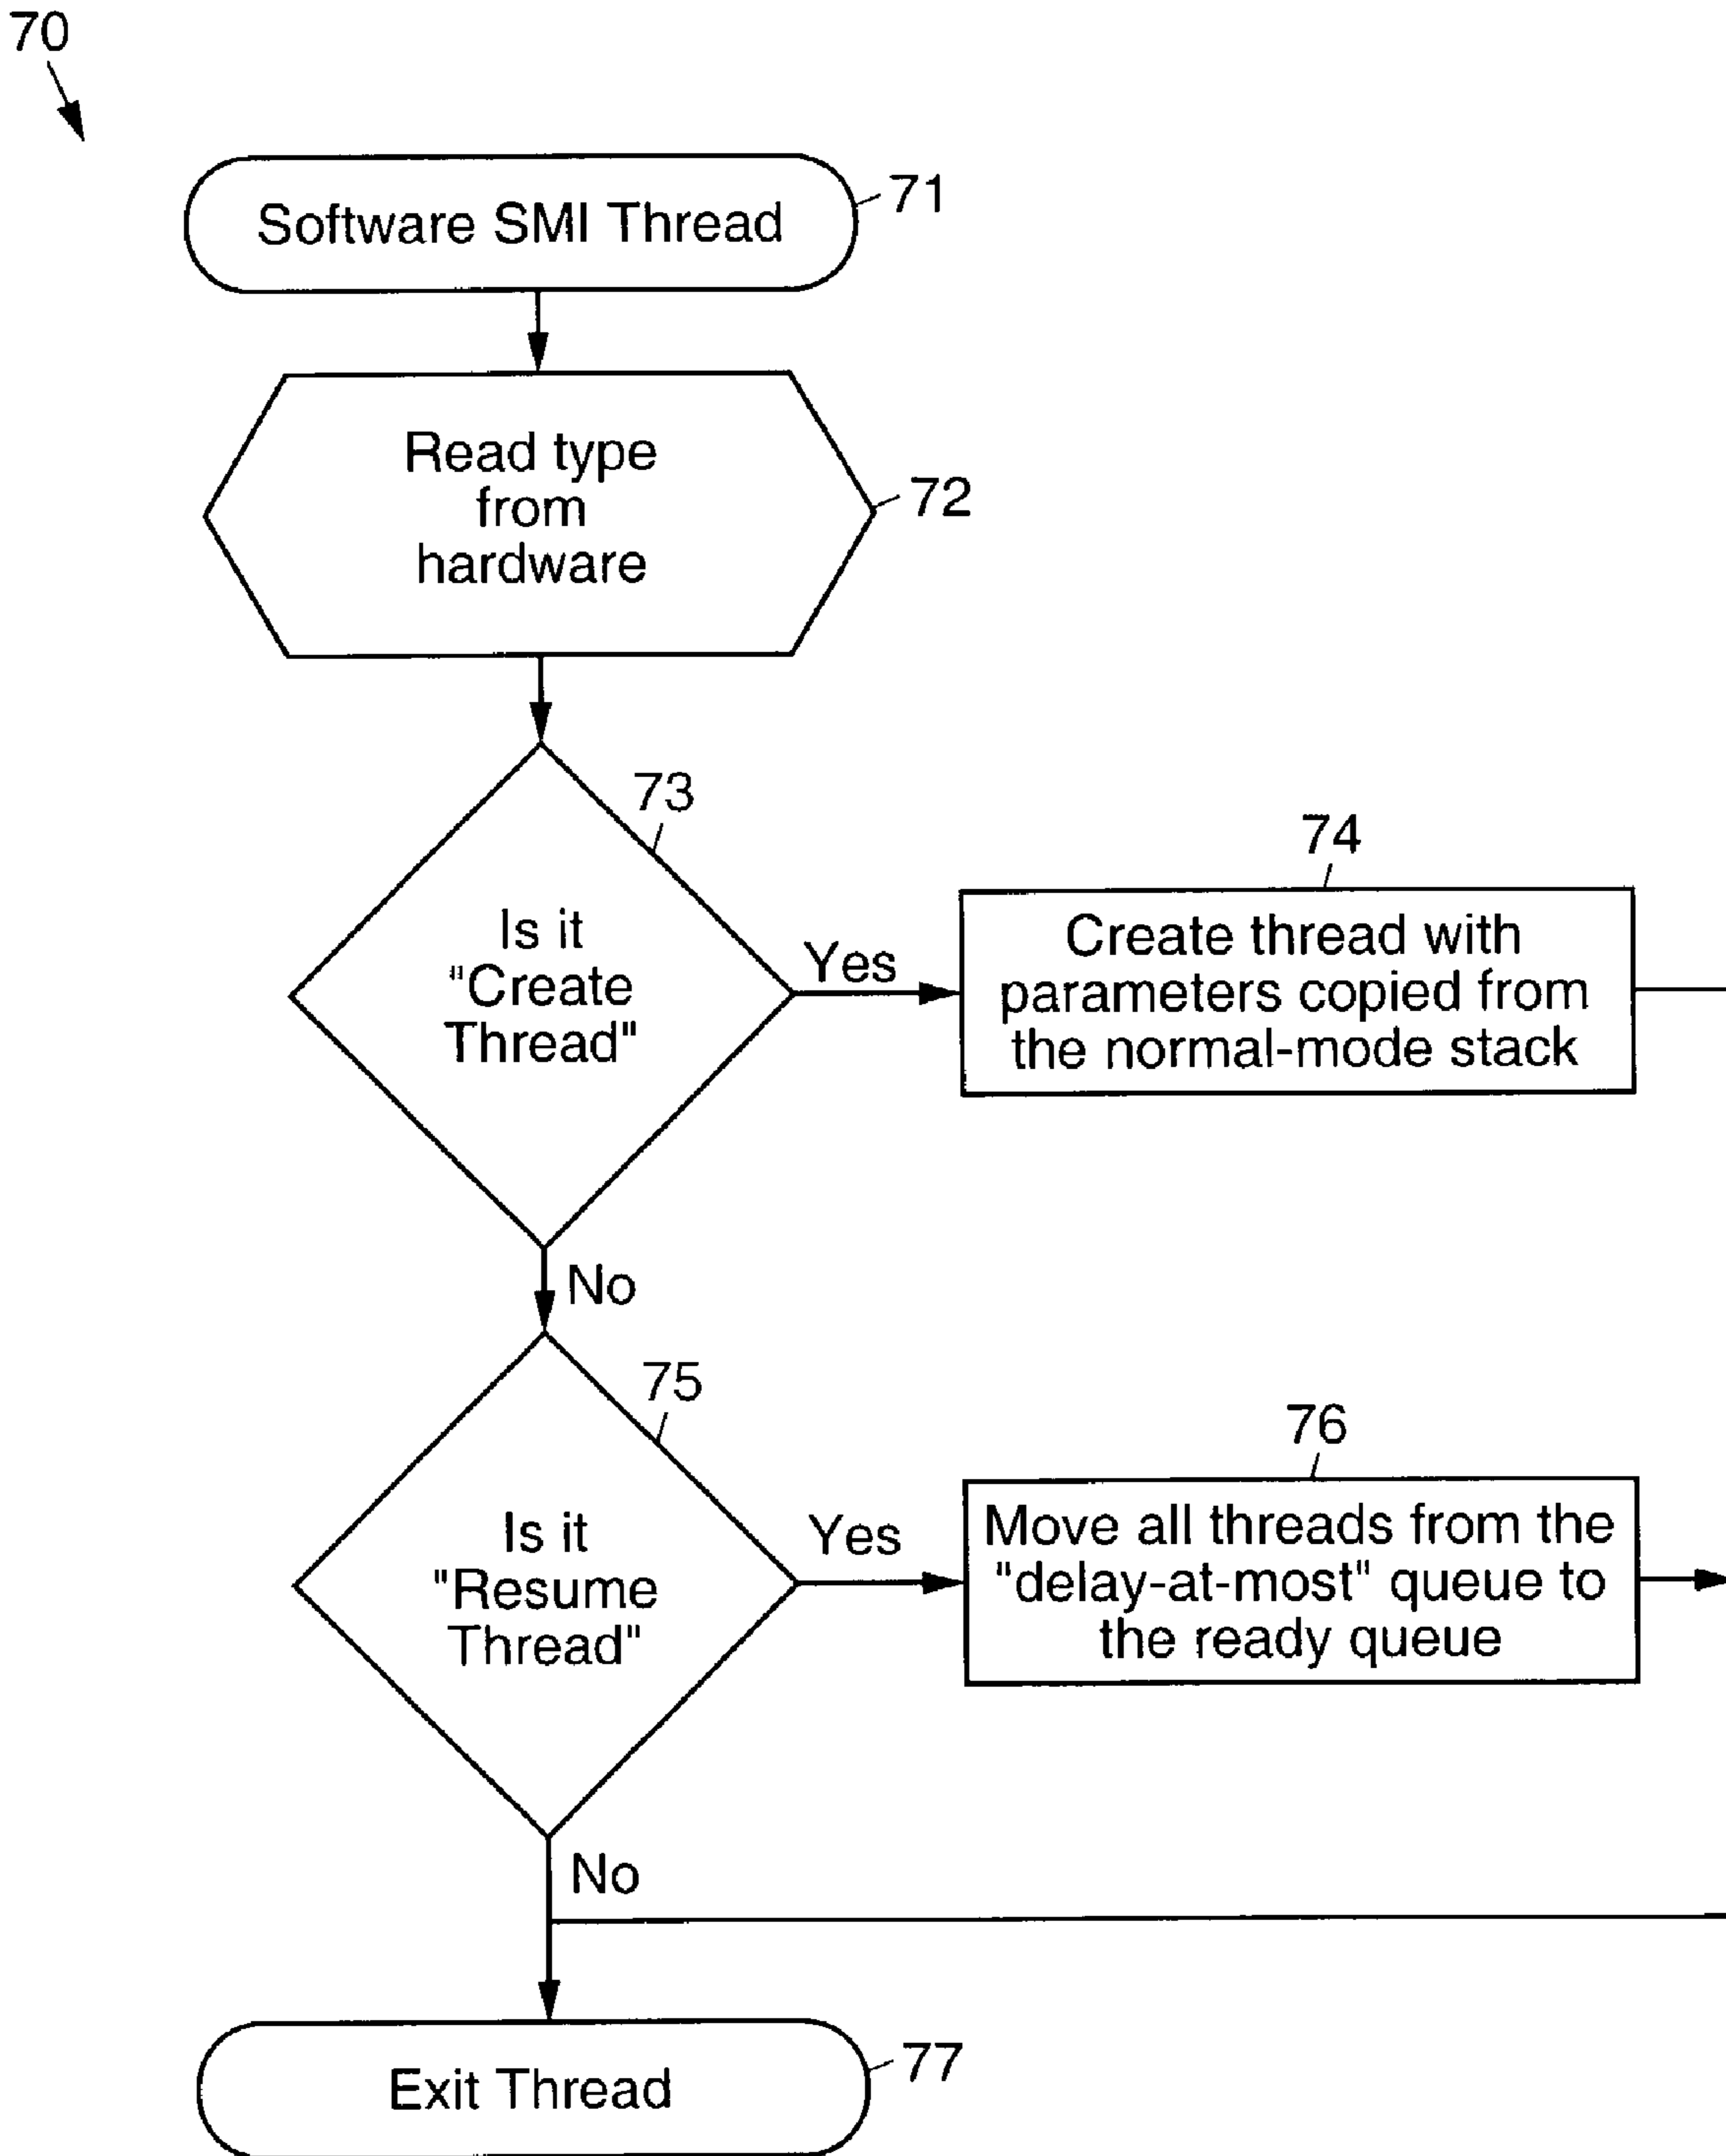 70
Software SMI Thread
71
Read type
from
hardware
72
73
Is it
"Create
Thread"
Yes
74
Create thread with
parameters copied from
the normal-mode stack
No
75
Is it
"Resume
Thread"
Yes
76
Move all threads from the
"delay-at-most" queue to
the ready queue
No
Exit Thread
77